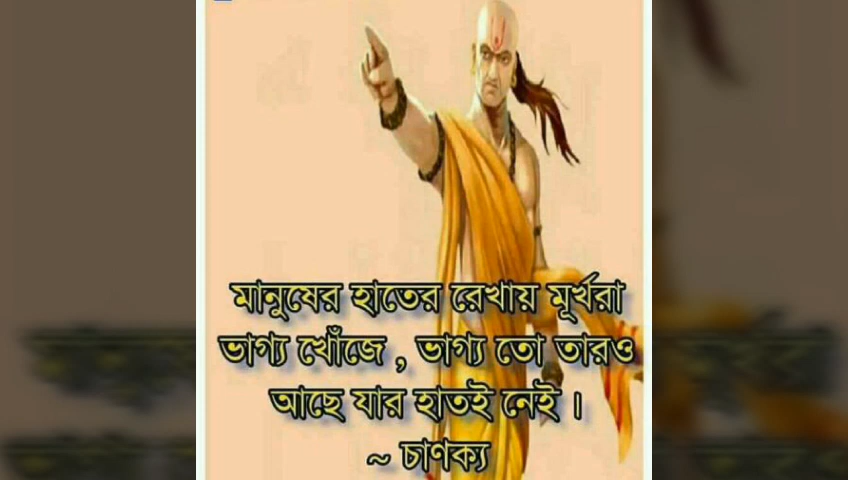 মানুষের হাতের রেখায় মূর্খরা
ভাগ্য খোঁজে , ভাগ্য তো তারও
আছে যার হাতই নেই ।
~ চাণক্য